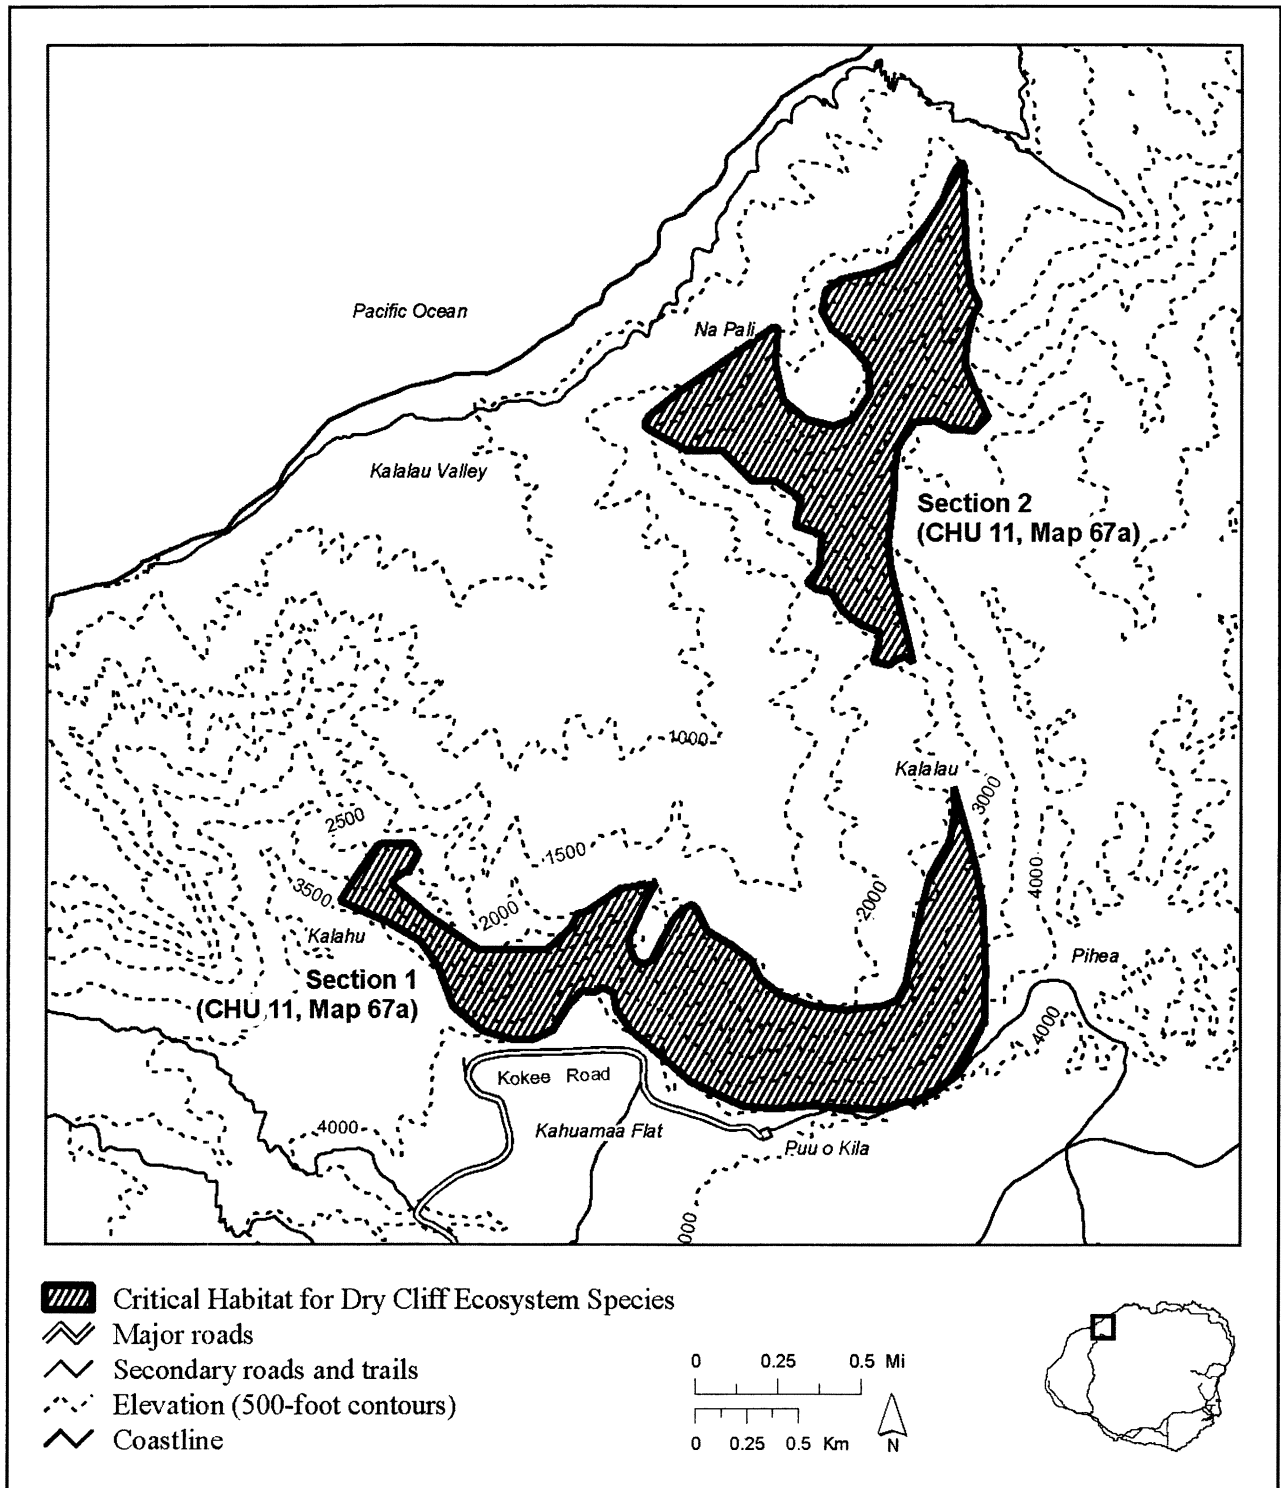 Pacific Ocean
Na Pali
Kalalau Valley
Section 2
(CHU 11, Map 67a)
1000
Kalalau
3000
2500
1500
4000
3500
2000
2000
Kalahu
Pihea
Section 1
(CHU 11, Map 67a)
4000
Kokee Road
4000
Kahuamaa Flat
Puu o Kila
000
Critical Habitat for Dry Cliff Ecosystem Species
Major roads
Secondary roads and trails
Elevation (500-foot contours)
Coastline
0 0.25 0.5 Mi
0 0.25 0.5 Km
N